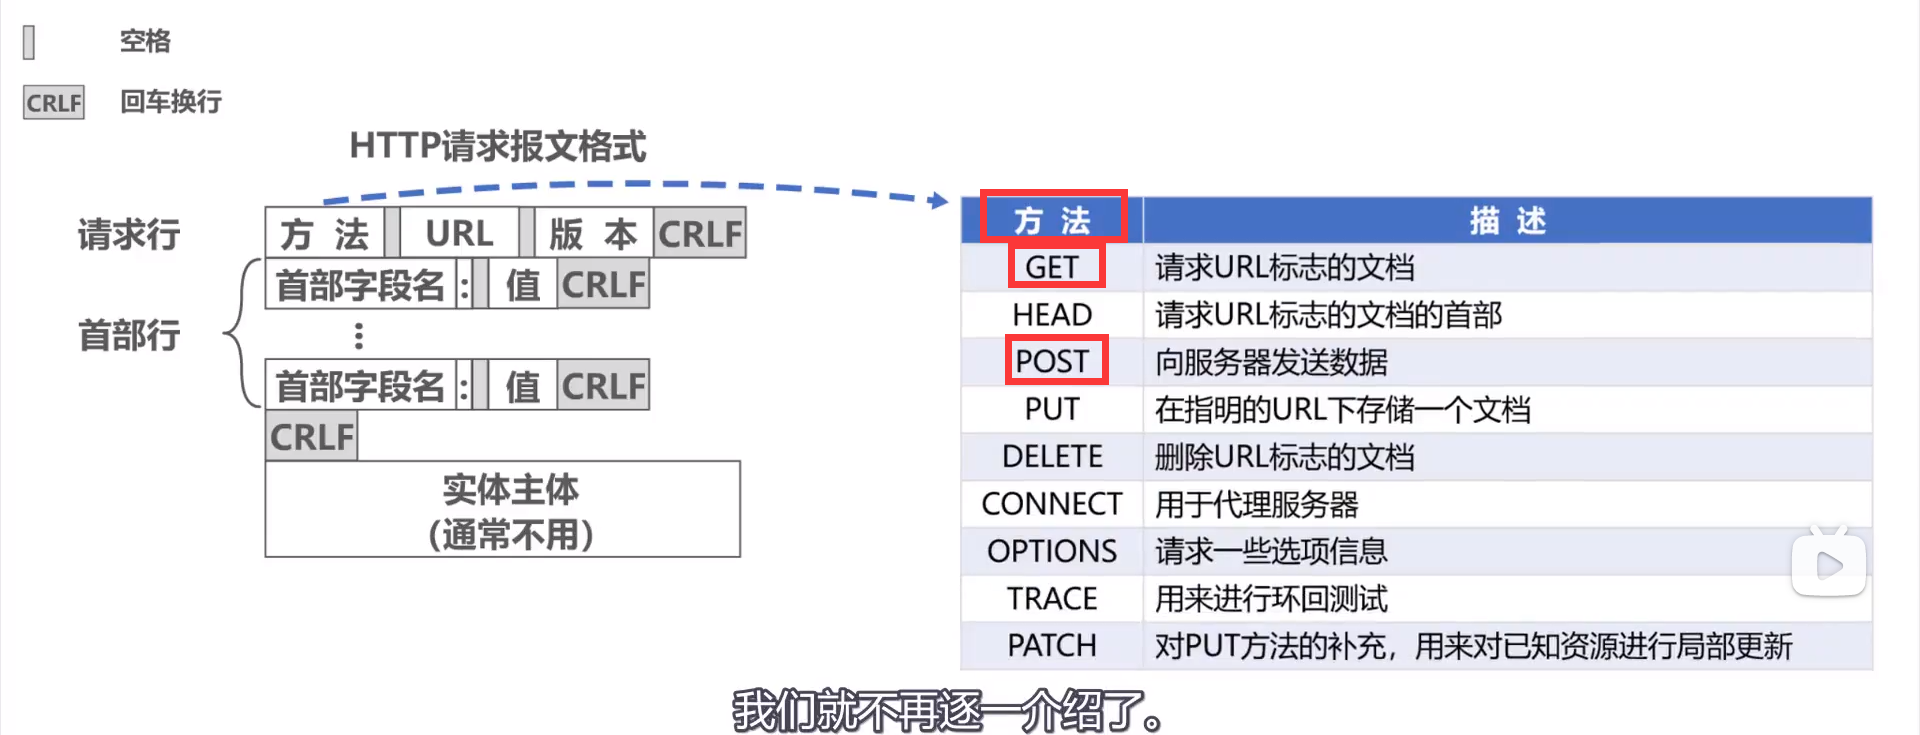 空格
CRLF 回车换行
HTTP请求报文格式
请求行 方 法 URL 版 本 CRLF
首部行
首部字段名 : 值 CRLF
⋮
首部字段名 : 值 CRLF
CRLF
实体主体
(通常不用)
方 法 描 述
GET 请求URL标志的文档
HEAD 请求URL标志的文档的首部
POST 向服务器发送数据
PUT 在指明的URL下存储一个文档
DELETE 删除URL标志的文档
CONNECT 用于代理服务器
OPTIONS 请求一些选项信息
TRACE 用来进行环回测试
PATCH 对PUT方法的补充，用来对已知资源进行局部更新
我们就不再逐一介绍了。